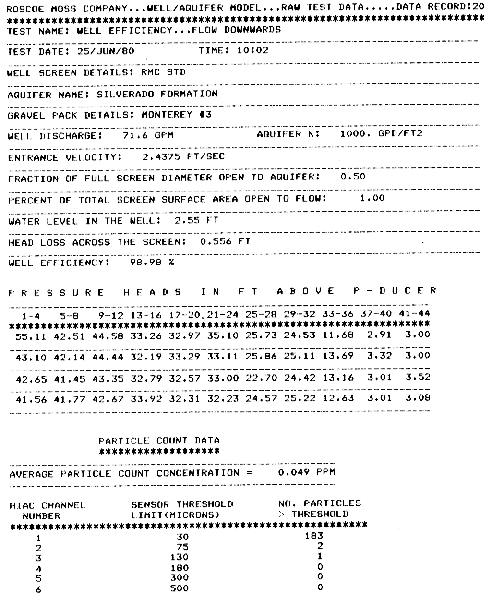 ROSCOE MOSS COMPANY...WELL/AQUIFER MODEL...RAW TEST DATA.....DATA RECORD:20
TEST NAME: WELL EFFICIENCY...FLOW DOWNWARDS
TEST DATE: 25/JUN/80 TIME: 10:02
WELL SCREEN DETAILS: RMC STD
AQUIFER NAME: SILVERADO FORMATION
GRAVEL PACK DETAILS: MONTEREY #3
WELL DISCHARGE: 71.6 GPM AQUIFER K: 1000. GPD/FT2
ENTRANCE VELOCITY: 2.4375 FT/SEC
FRACTION OF FULL SCREEN DIAMETER OPEN TO AQUIFER: 0.50
PERCENT OF TOTAL SCREEN SURFACE AREA OPEN TO FLOW: 1.00
WATER LEVEL IN THE WELL: 2.55 FT
HEAD LOSS ACROSS THE SCREEN: 0.556 FT
WELL EFFICIENCY: 98.98 %
PRESSURE HEADS IN FT ABOVE P-DUCER
1-4 5-8 9-12 13-16 17-20 21-24 25-28 29-32 33-36 37-40 41-44
*************************************************************************
55.11 42.51 44.58 33.26 32.97 35.10 25.73 24.53 11.68 2.91 3.00
43.10 42.14 44.44 32.19 33.29 33.11 25.86 25.11 13.69 3.32 3.00
42.65 41.45 43.35 32.79 32.57 33.00 22.70 24.42 13.16 3.01 3.52
41.56 41.77 42.67 33.92 32.31 32.23 24.57 25.22 12.63 3.01 3.08
PARTICLE COUNT DATA
*******************
AVERAGE PARTICLE COUNT CONCENTRATION = 0.049 PPM
HIAC CHANNEL SENSOR THRESHOLD NO. PARTICLES
NUMBER LIMIT(MICRONS) > THRESHOLD
************************************************************
1 30 183
2 75 2
3 130 1
4 180 0
5 300 0
6 500 0